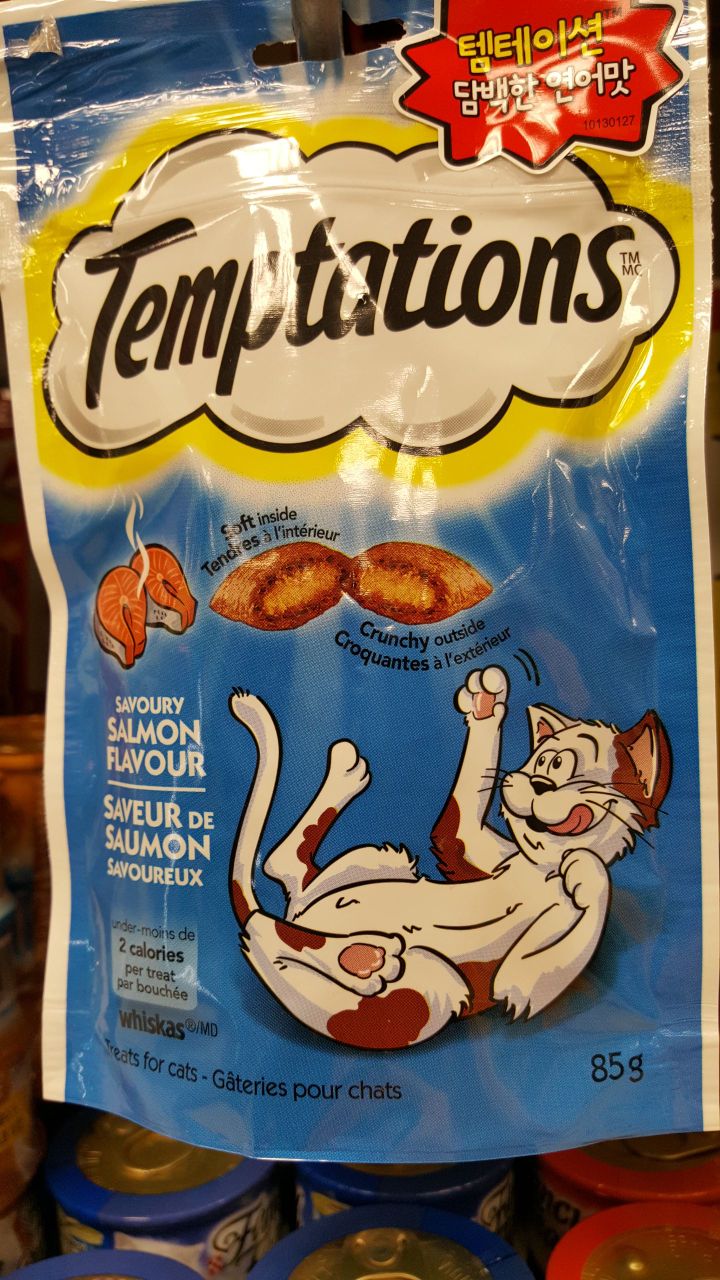 템테이션™
담백한 연어맛
10130127
Temptations
TM
MC
Soft inside
Tendres à l'intérieur
Crunchy outside
Croquantes à l'extérieur
SAVOURY
SALMON
FLAVOUR
SAVEUR DE
SAUMON
SAVOUREUX
under-moins de
2 calories
per treat
par bouchée
whiskas®/MD
Treats for cats - Gâteries pour chats
85g